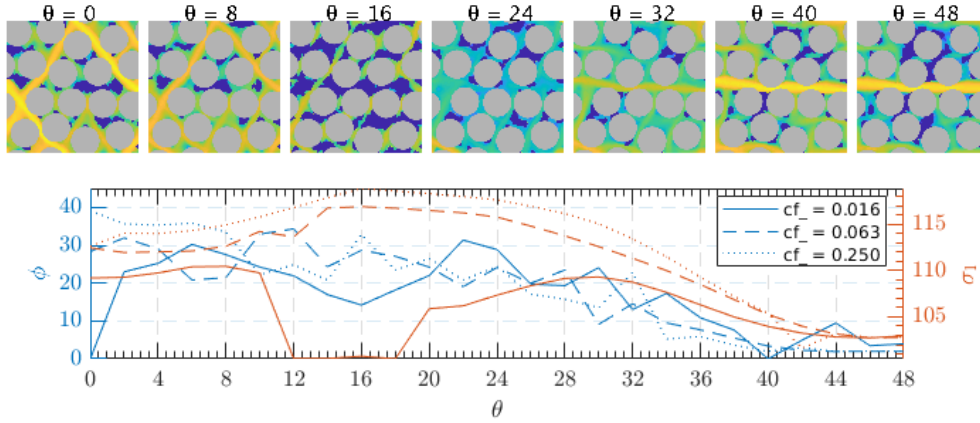 θ = 0 θ = 8 θ = 16 θ = 24 θ = 32 θ = 40 θ = 48
40
30
20
10
0
ϕ
cf_ = 0.016
cf_ = 0.063
cf_ = 0.250
115
110
105
σ1
0 4 8 12 16 20 24 28 32 36 40 44 48
θ